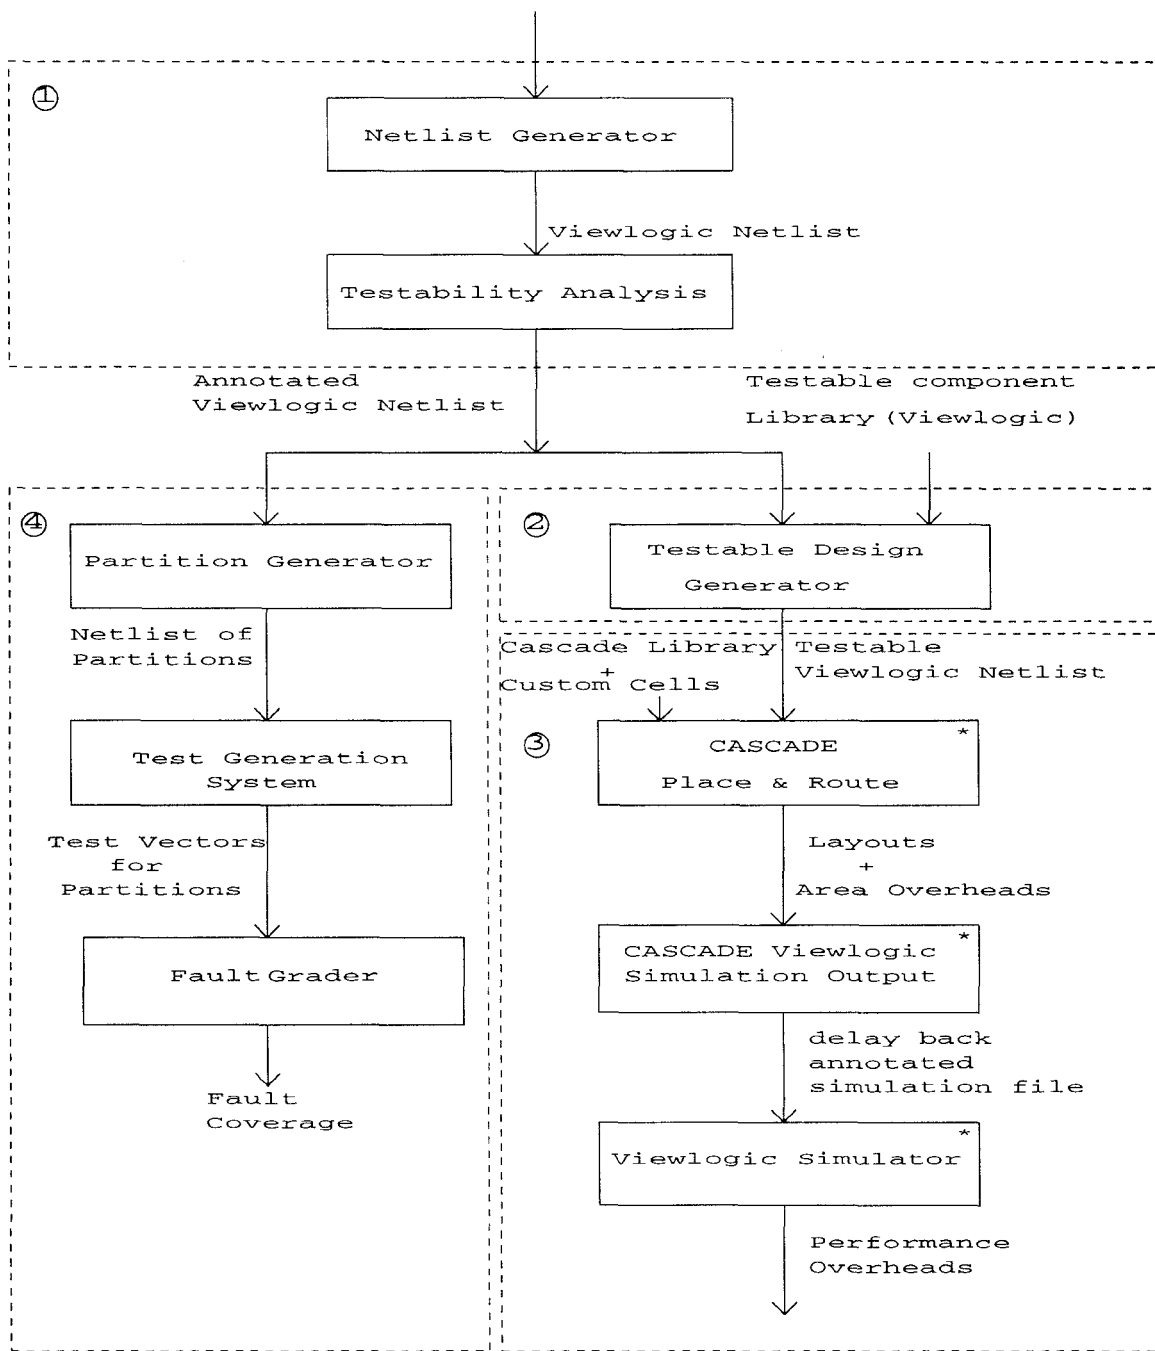 ①
Netlist Generator
Viewlogic Netlist
Testability Analysis
Annotated
Viewlogic Netlist
Testable component
Library (Viewlogic)
④
Partition Generator
Netlist of
Partitions
Test Generation
System
Test Vectors
for
Partitions
Fault Grader
Fault
Coverage
②
Testable Design
Generator
Cascade Library
+
Custom Cells
Testable
Viewlogic Netlist
③
*
CASCADE
Place & Route
Layouts
+
Area Overheads
*
CASCADE Viewlogic
Simulation Output
delay back
annotated
simulation file
*
Viewlogic Simulator
Performance
Overheads